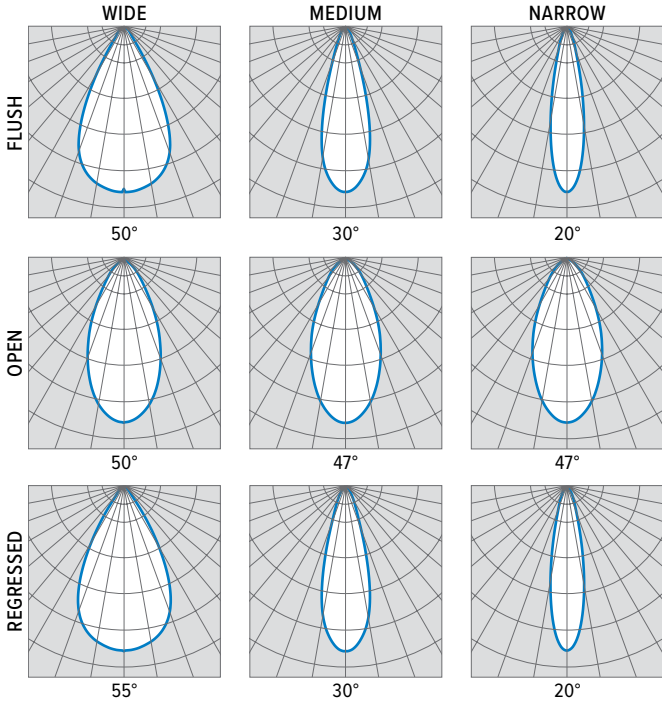 WIDE MEDIUM NARROW
FLUSH
50° 30° 20°
OPEN
50° 47° 47°
REGRESSED
55° 30° 20°